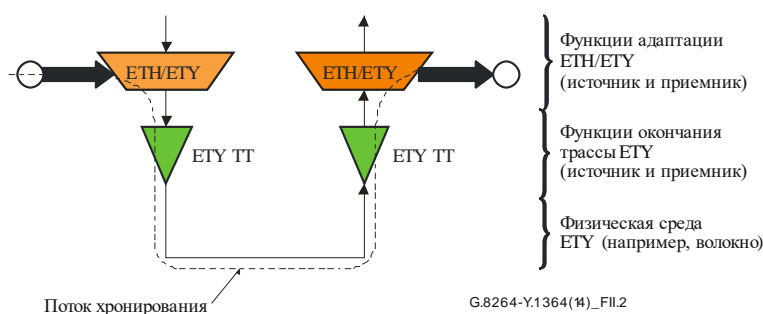 ETH/ETY
ETH/ETY
Функции адаптации
ETH/ETY
(источник и приемник)
ETY TT
ETY TT
Функции окончания
трассы ETY
(источник и приемник)
Физическая среда
ETY (например, волокно)
Поток хронирования
G.8264-Y.1364(14)_FII.2